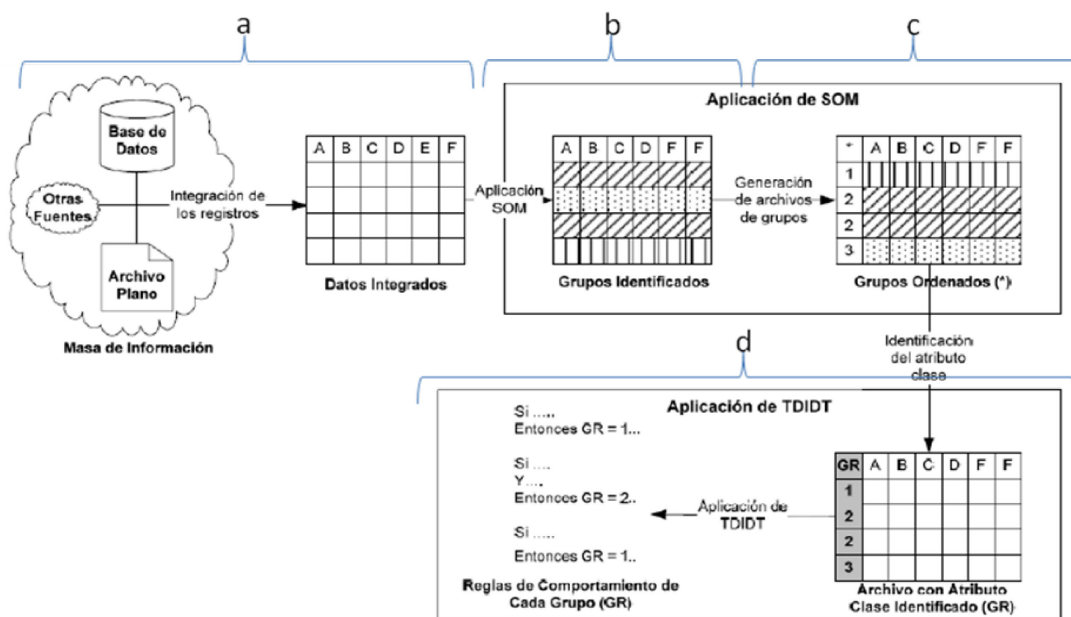 a
b
c
Base de
Datos
Otras
Fuentes
Archivo
Plano
Masa de Información
Integración de
los registros
A B C D E F
Datos Integrados
Aplicación
SOM
Aplicación de SOM
A B C D F F
Grupos Identificados
Generación
de archivos
de grupos
* A B C D F F
1
2
2
3
Grupos Ordenados (*)
Identificación
del atributo
clase
d
Aplicación de TDIDT
Si .....
Entonces GR = 1...
Si ....
Y ....
Entonces GR = 2..
Si .....
Entonces GR = 1..
Reglas de Comportamiento de
Cada Grupo (GR)
Aplicación de
TDIDT
GR A B C D F F
1
2
2
3
Archivo con Atributo
Clase Identificado (GR)